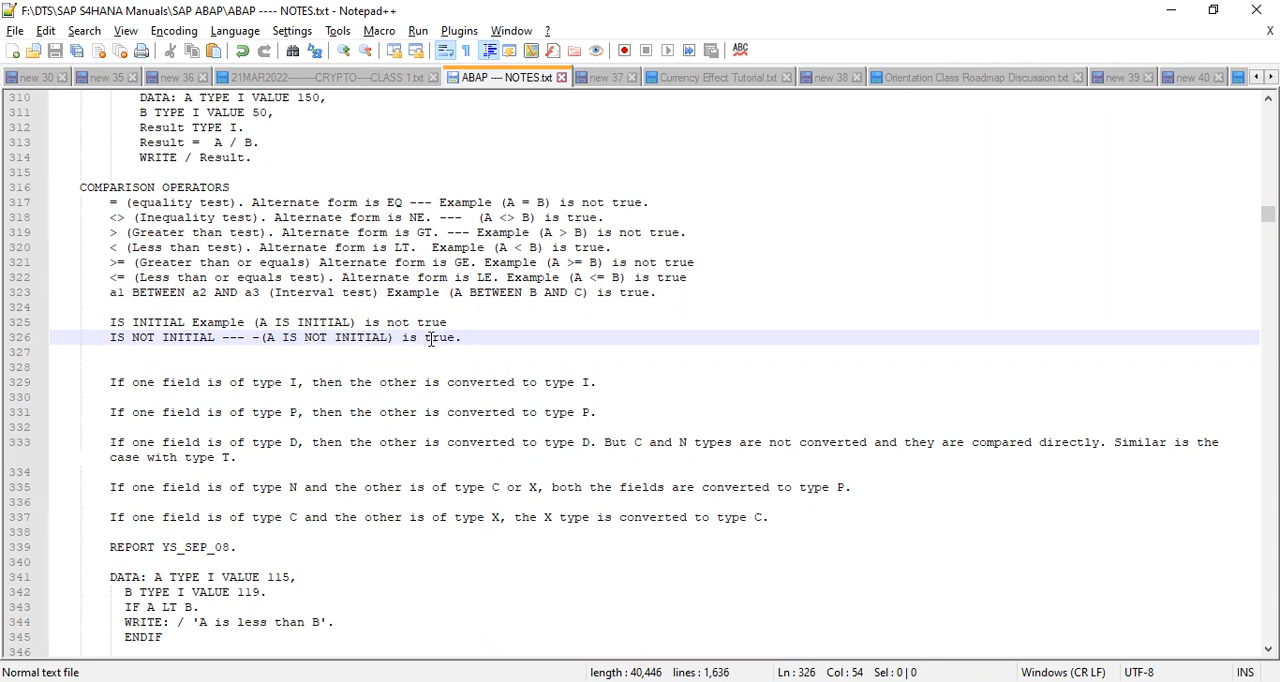 F:\DTS\SAP S4HANA Manuals\SAP ABAP\ABAP ---- NOTES.txt - Notepad++
File Edit Search View Encoding Language Settings Tools Macro Run Plugins Window ? X
new 30 new 35 new 36 21MAR2022-------CRYPTO---CLASS 1.txt ABAP ---- NOTES.txt new 37 Currency Effect Tutorial.txt new 38 Orientation Class Roadmap Discussion.txt new 39 new 40
310 DATA: A TYPE I VALUE 150,
311 B TYPE I VALUE 50,
312 Result TYPE I.
313 Result = A / B.
314 WRITE / Result.
315
316 COMPARISON OPERATORS
317 = (equality test). Alternate form is EQ --- Example (A = B) is not true.
318 <> (Inequality test). Alternate form is NE. --- (A <> B) is true.
319 > (Greater than test). Alternate form is GT. --- Example (A > B) is not true.
320 < (Less than test). Alternate form is LT. Example (A < B) is true.
321 >= (Greater than or equals) Alternate form is GE. Example (A >= B) is not true
322 <= (Less than or equals test). Alternate form is LE. Example (A <= B) is true
323 a1 BETWEEN a2 AND a3 (Interval test) Example (A BETWEEN B AND C) is true.
324
325 IS INITIAL Example (A IS INITIAL) is not true
326 IS NOT INITIAL --- -(A IS NOT INITIAL) is true.
327
328
329 If one field is of type I, then the other is converted to type I.
330
331 If one field is of type P, then the other is converted to type P.
332
333 If one field is of type D, then the other is converted to type D. But C and N types are not converted and they are compared directly. Similar is the
case with type T.
334
335 If one field is of type N and the other is of type C or X, both the fields are converted to type P.
336
337 If one field is of type C and the other is of type X, the X type is converted to type C.
338
339 REPORT YS_SEP_08.
340
341 DATA: A TYPE I VALUE 115,
342 B TYPE I VALUE 119.
343 IF A LT B.
344 WRITE: / 'A is less than B'.
345 ENDIF
346
Normal text file length : 40,446 lines : 1,636 Ln : 326 Col : 54 Sel : 0 | 0 Windows (CR LF) UTF-8 INS